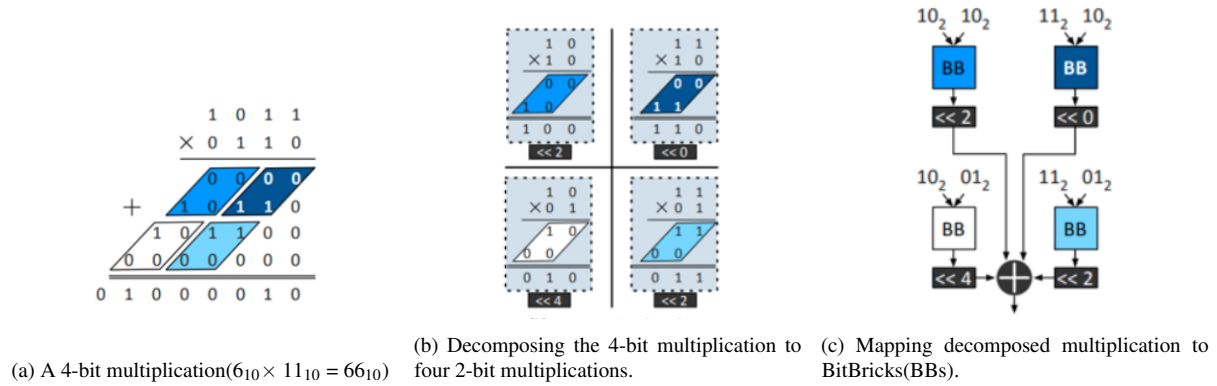 1 0 1 1
× 0 1 1 0
0 0 0 0
+ 1 0 1 1 0
1 0 1 1 0 0
0 0 0 0 0 0 0
0 1 0 0 0 0 1 0
(a) A 4-bit multiplication(6₁₀ × 11₁₀ = 66₁₀)
1 0
×1 0
0 0
1 0
1 0 0
<< 2
1 1
×1 0
0 0
1 1
1 1 0
<< 0
1 0
×0 1
1 0
0 0
0 1 0
<< 4
1 1
×0 1
1 1
0 0
0 1 1
<< 2
(b) Decomposing the 4-bit multiplication to
four 2-bit multiplications.
10₂ 10₂ 11₂ 10₂
BB BB
<< 2 << 0
10₂ 01₂ 11₂ 01₂
BB BB
<< 4 + << 2
(c) Mapping decomposed multiplication to
BitBricks(BBs).